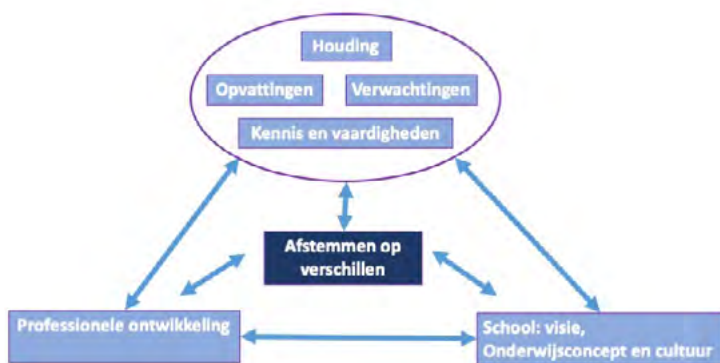 Houding
Opvattingen
Verwachtingen
Kennis en vaardigheden
Afstemmen op
verschillen
Professionele ontwikkeling
School: visie,
Onderwijsconcept en cultuur